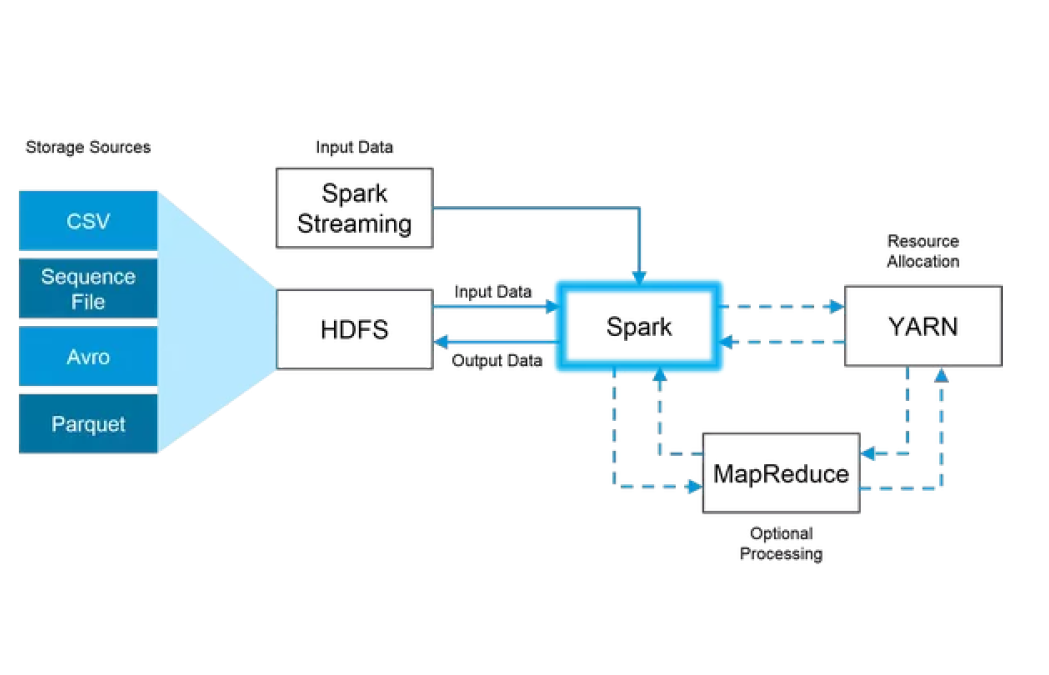 Storage Sources
CSV
Sequence
File
Avro
Parquet
Input Data
Spark
Streaming
HDFS
Input Data
Output Data
Spark
Resource
Allocation
YARN
MapReduce
Optional
Processing